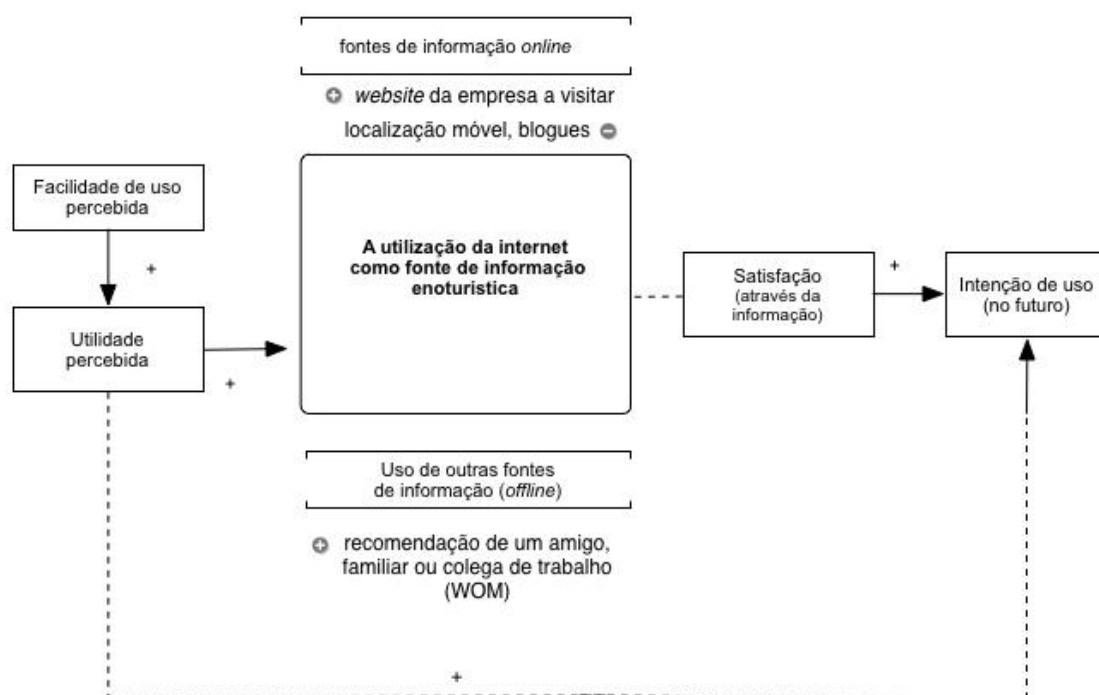 fontes de informação online
+ website da empresa a visitar
localização móvel, blogues -
Facilidade de uso
percebida
+
Utilidade
percebida
+
A utilização da internet
como fonte de informação
enoturistica
Satisfação
(através da
informação)
+
Intenção de uso
(no futuro)
Uso de outras fontes
de informação (offline)
+ recomendação de um amigo,
familiar ou colega de trabalho
(WOM)
+